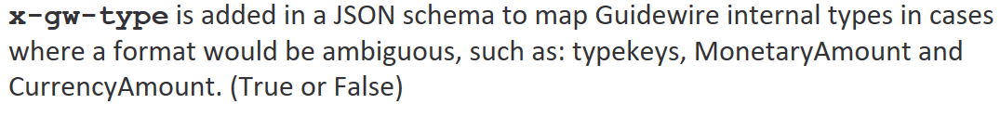 x-gw-type is added in a JSON schema to map Guidewire internal types in cases
where a format would be ambiguous, such as: typekeys, MonetaryAmount and
CurrencyAmount. (True or False)